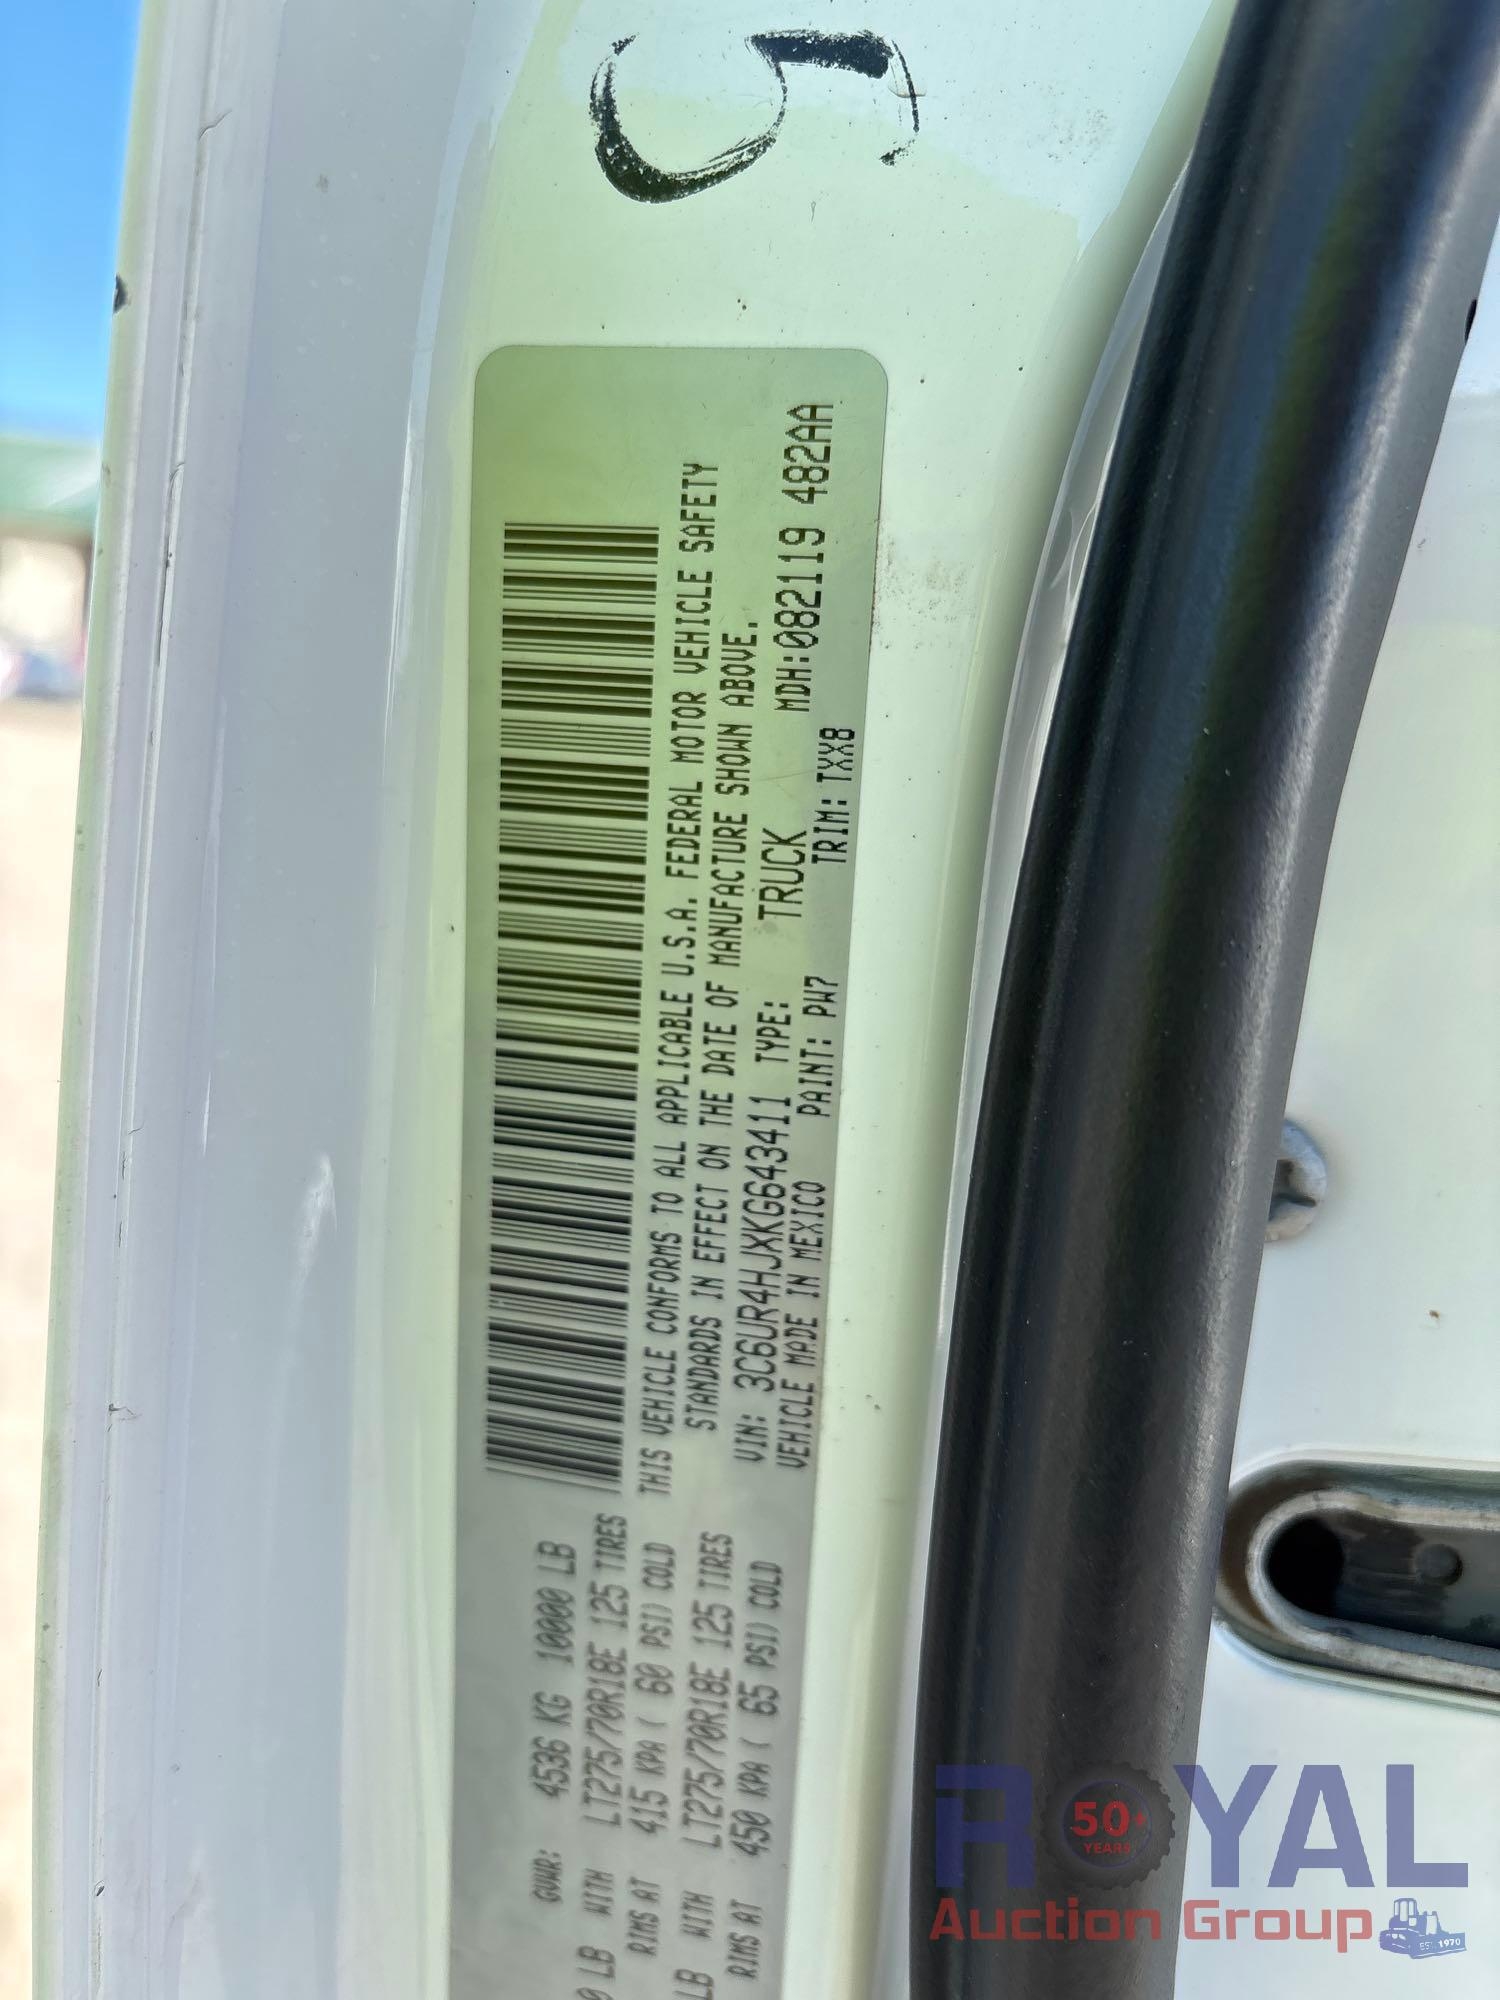 5
GVWR: 4536 KG 10000 LB
0 LB WITH LT275/70R18E 125 TIRES
RIMS AT 415 KPA ( 60 PSI) COLD
LB WITH LT275/70R18E 125 TIRES
RIMS AT 450 KPA ( 65 PSI) COLD
THIS VEHICLE CONFORMS TO ALL APPLICABLE U.S.A. FEDERAL MOTOR VEHICLE SAFETY
STANDARDS IN EFFECT ON THE DATE OF MANUFACTURE SHOWN ABOVE.
VIN: 3C6UR4HJXKG643411 TYPE: TRUCK MDH:082119 482AA
VEHICLE MADE IN MEXICO PAINT: PW7 TRIM: TXX8
ROYAL
50+
YEARS
Auction Group
EST. 1970